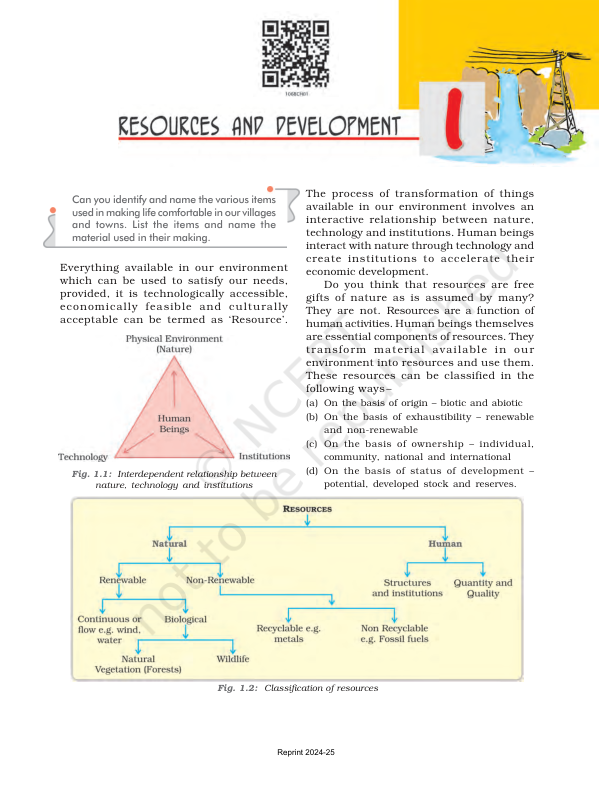 1068CH01
RESOURCES AND DEVELOPMENT
1
Can you identify and name the various items
used in making life comfortable in our villages
and towns. List the items and name the
material used in their making.
Everything available in our environment
which can be used to satisfy our needs,
provided, it is technologically accessible,
economically feasible and culturally
acceptable can be termed as ‘Resource’.
Physical Environment
(Nature)
Human
Beings
Technology
Institutions
Fig. 1.1: Interdependent relationship between
nature, technology and institutions
The process of transformation of things
available in our environment involves an
interactive relationship between nature,
technology and institutions. Human beings
interact with nature through technology and
create institutions to accelerate their
economic development.
Do you think that resources are free
gifts of nature as is assumed by many?
They are not. Resources are a function of
human activities. Human beings themselves
are essential components of resources. They
transform material available in our
environment into resources and use them.
These resources can be classified in the
following ways–
(a) On the basis of origin – biotic and abiotic
(b) On the basis of exhaustibility – renewable
and non-renewable
(c) On the basis of ownership – individual,
community, national and international
(d) On the basis of status of development –
potential, developed stock and reserves.
RESOURCES
Natural
Human
Renewable
Non-Renewable
Structures
and institutions
Quantity and
Quality
Continuous or
flow e.g. wind,
water
Biological
Recyclable e.g.
metals
Non Recyclable
e.g. Fossil fuels
Natural
Vegetation (Forests)
Wildlife
Fig. 1.2: Classification of resources
© NCERT
not to be republished
Reprint 2024-25